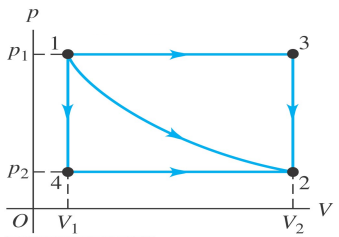 p
p₁ 1 3
p₂ 4 2
O V₁ V₂ V